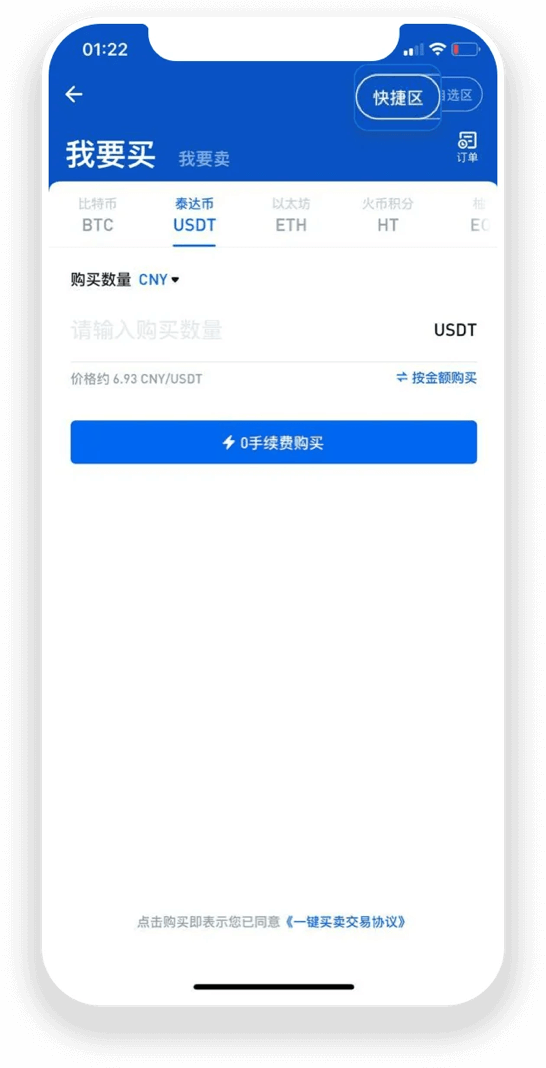 01:22
快捷区
自选区
我要买
我要卖
订单
比特币
泰达币
以太坊
火币积分
BTC
USDT
ETH
HT
购买数量 CNY
请输入购买数量
USDT
价格约 6.93 CNY/USDT
按金额购买
0手续费购买
点击购买即表示您已同意《一键买卖交易协议》